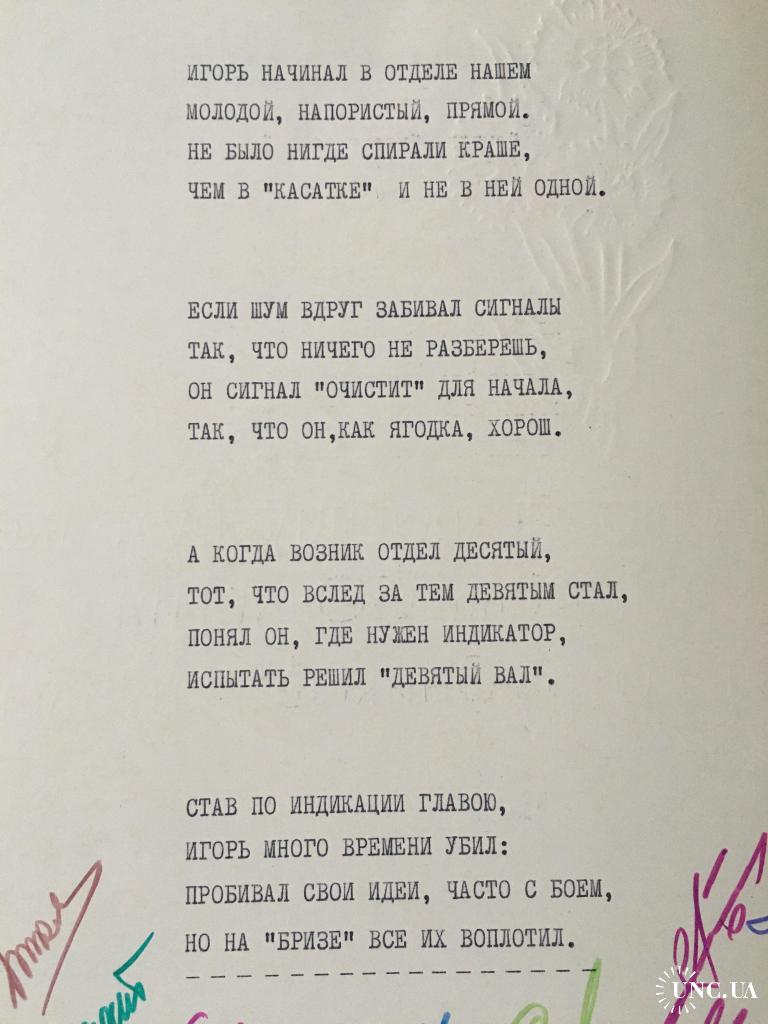 ИГОРЬ НАЧИНАЛ В ОТДЕЛЕ НАШЕМ
МОЛОДОЙ, НАПОРИСТЫЙ, ПРЯМОЙ.
НЕ БЫЛО НИГДЕ СПИРАЛИ КРАШЕ,
ЧЕМ В "КАСАТКЕ" И НЕ В НЕЙ ОДНОЙ.
ЕСЛИ ШУМ ВДРУГ ЗАБИВАЛ СИГНАЛЫ
ТАК, ЧТО НИЧЕГО НЕ РАЗБЕРЕШЬ,
ОН СИГНАЛ "ОЧИСТИТ" ДЛЯ НАЧАЛА,
ТАК, ЧТО ОН,КАК ЯГОДКА, ХОРОШ.
А КОГДА ВОЗНИК ОТДЕЛ ДЕСЯТЫЙ,
ТОТ, ЧТО ВСЛЕД ЗА ТЕМ ДЕВЯТЫМ СТАЛ,
ПОНЯЛ ОН, ГДЕ НУЖЕН ИНДИКАТОР,
ИСПЫТАТЬ РЕШИЛ "ДЕВЯТЫЙ ВАЛ".
СТАВ ПО ИНДИКАЦИИ ГЛАВОЮ,
ИГОРЬ МНОГО ВРЕМЕНИ УБИЛ:
ПРОБИВАЛ СВОИ ИДЕИ, ЧАСТО С БОЕМ,
НО НА "БРИЗЕ" ВСЕ ИХ ВОПЛОТИЛ.
UNC.UA